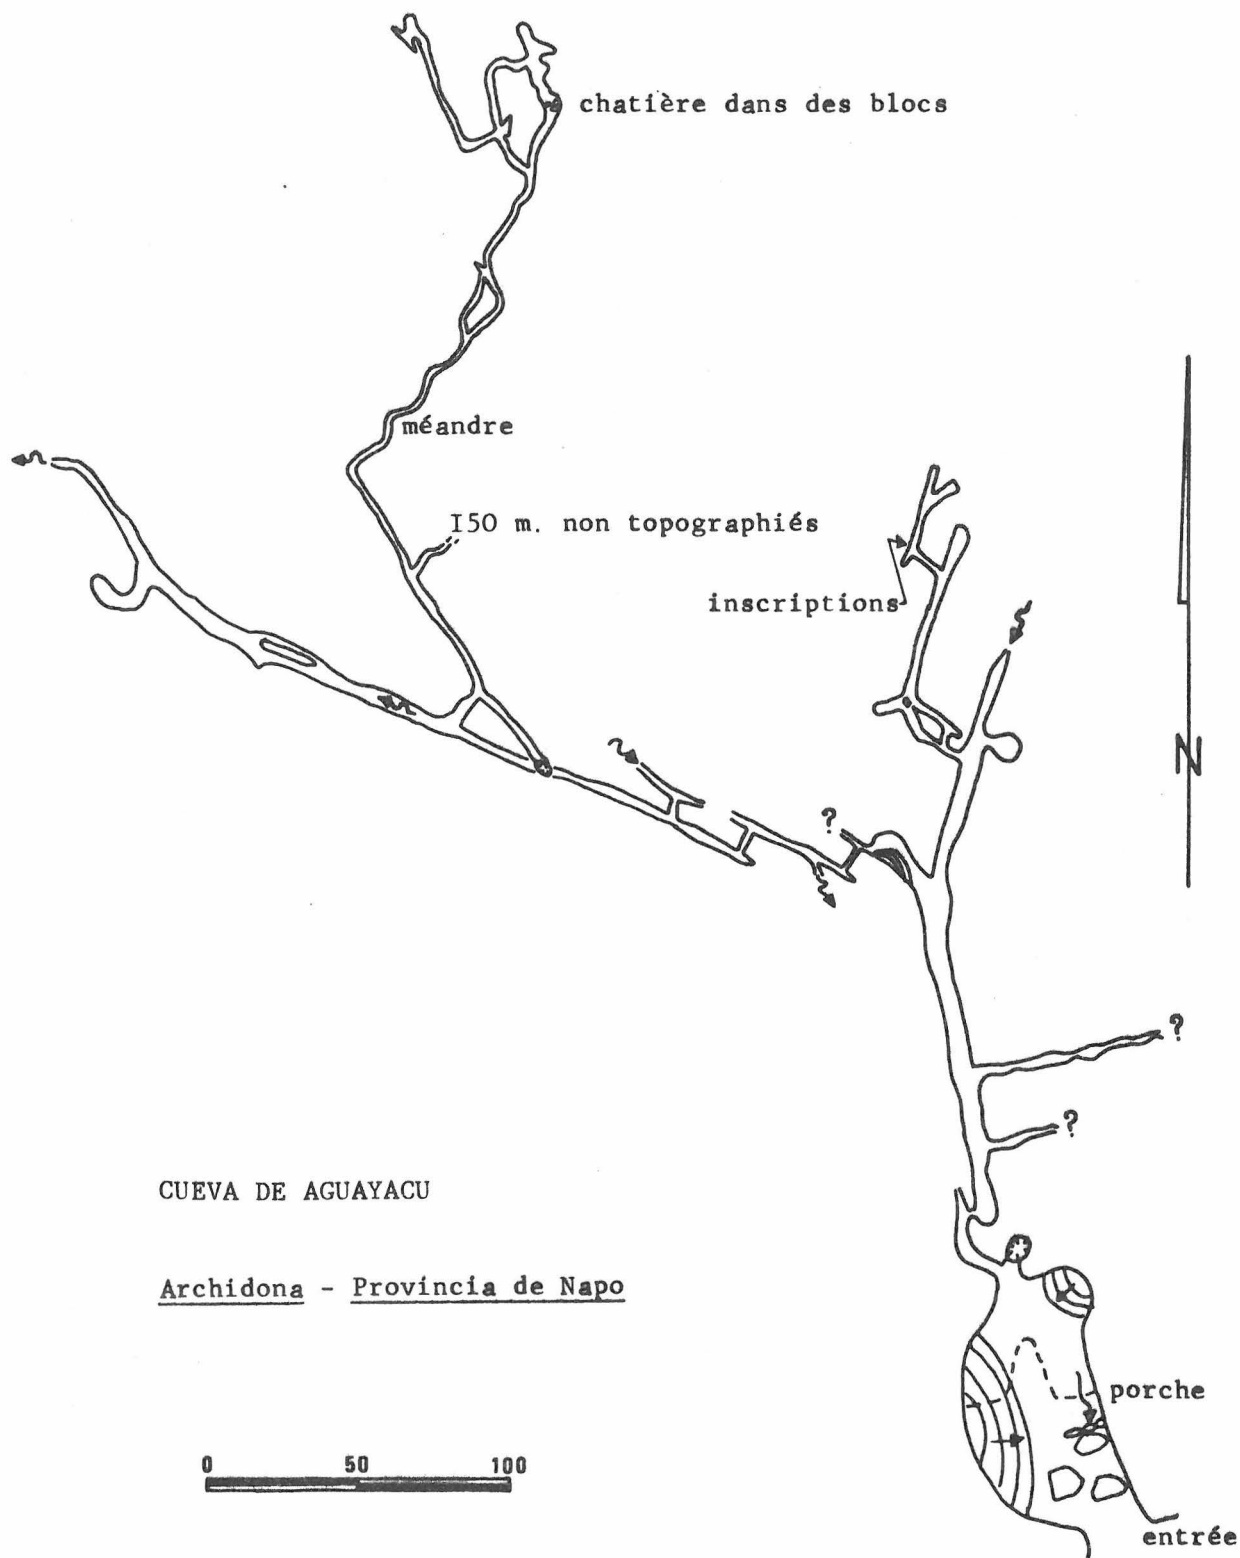 chatière dans des blocs
méandre
I50 m. non topographiés
inscriptions
N
?
?
?
CUEVA DE AGUAYACU
Archidona - Provincia de Napo
porche
0 50 100
entrée